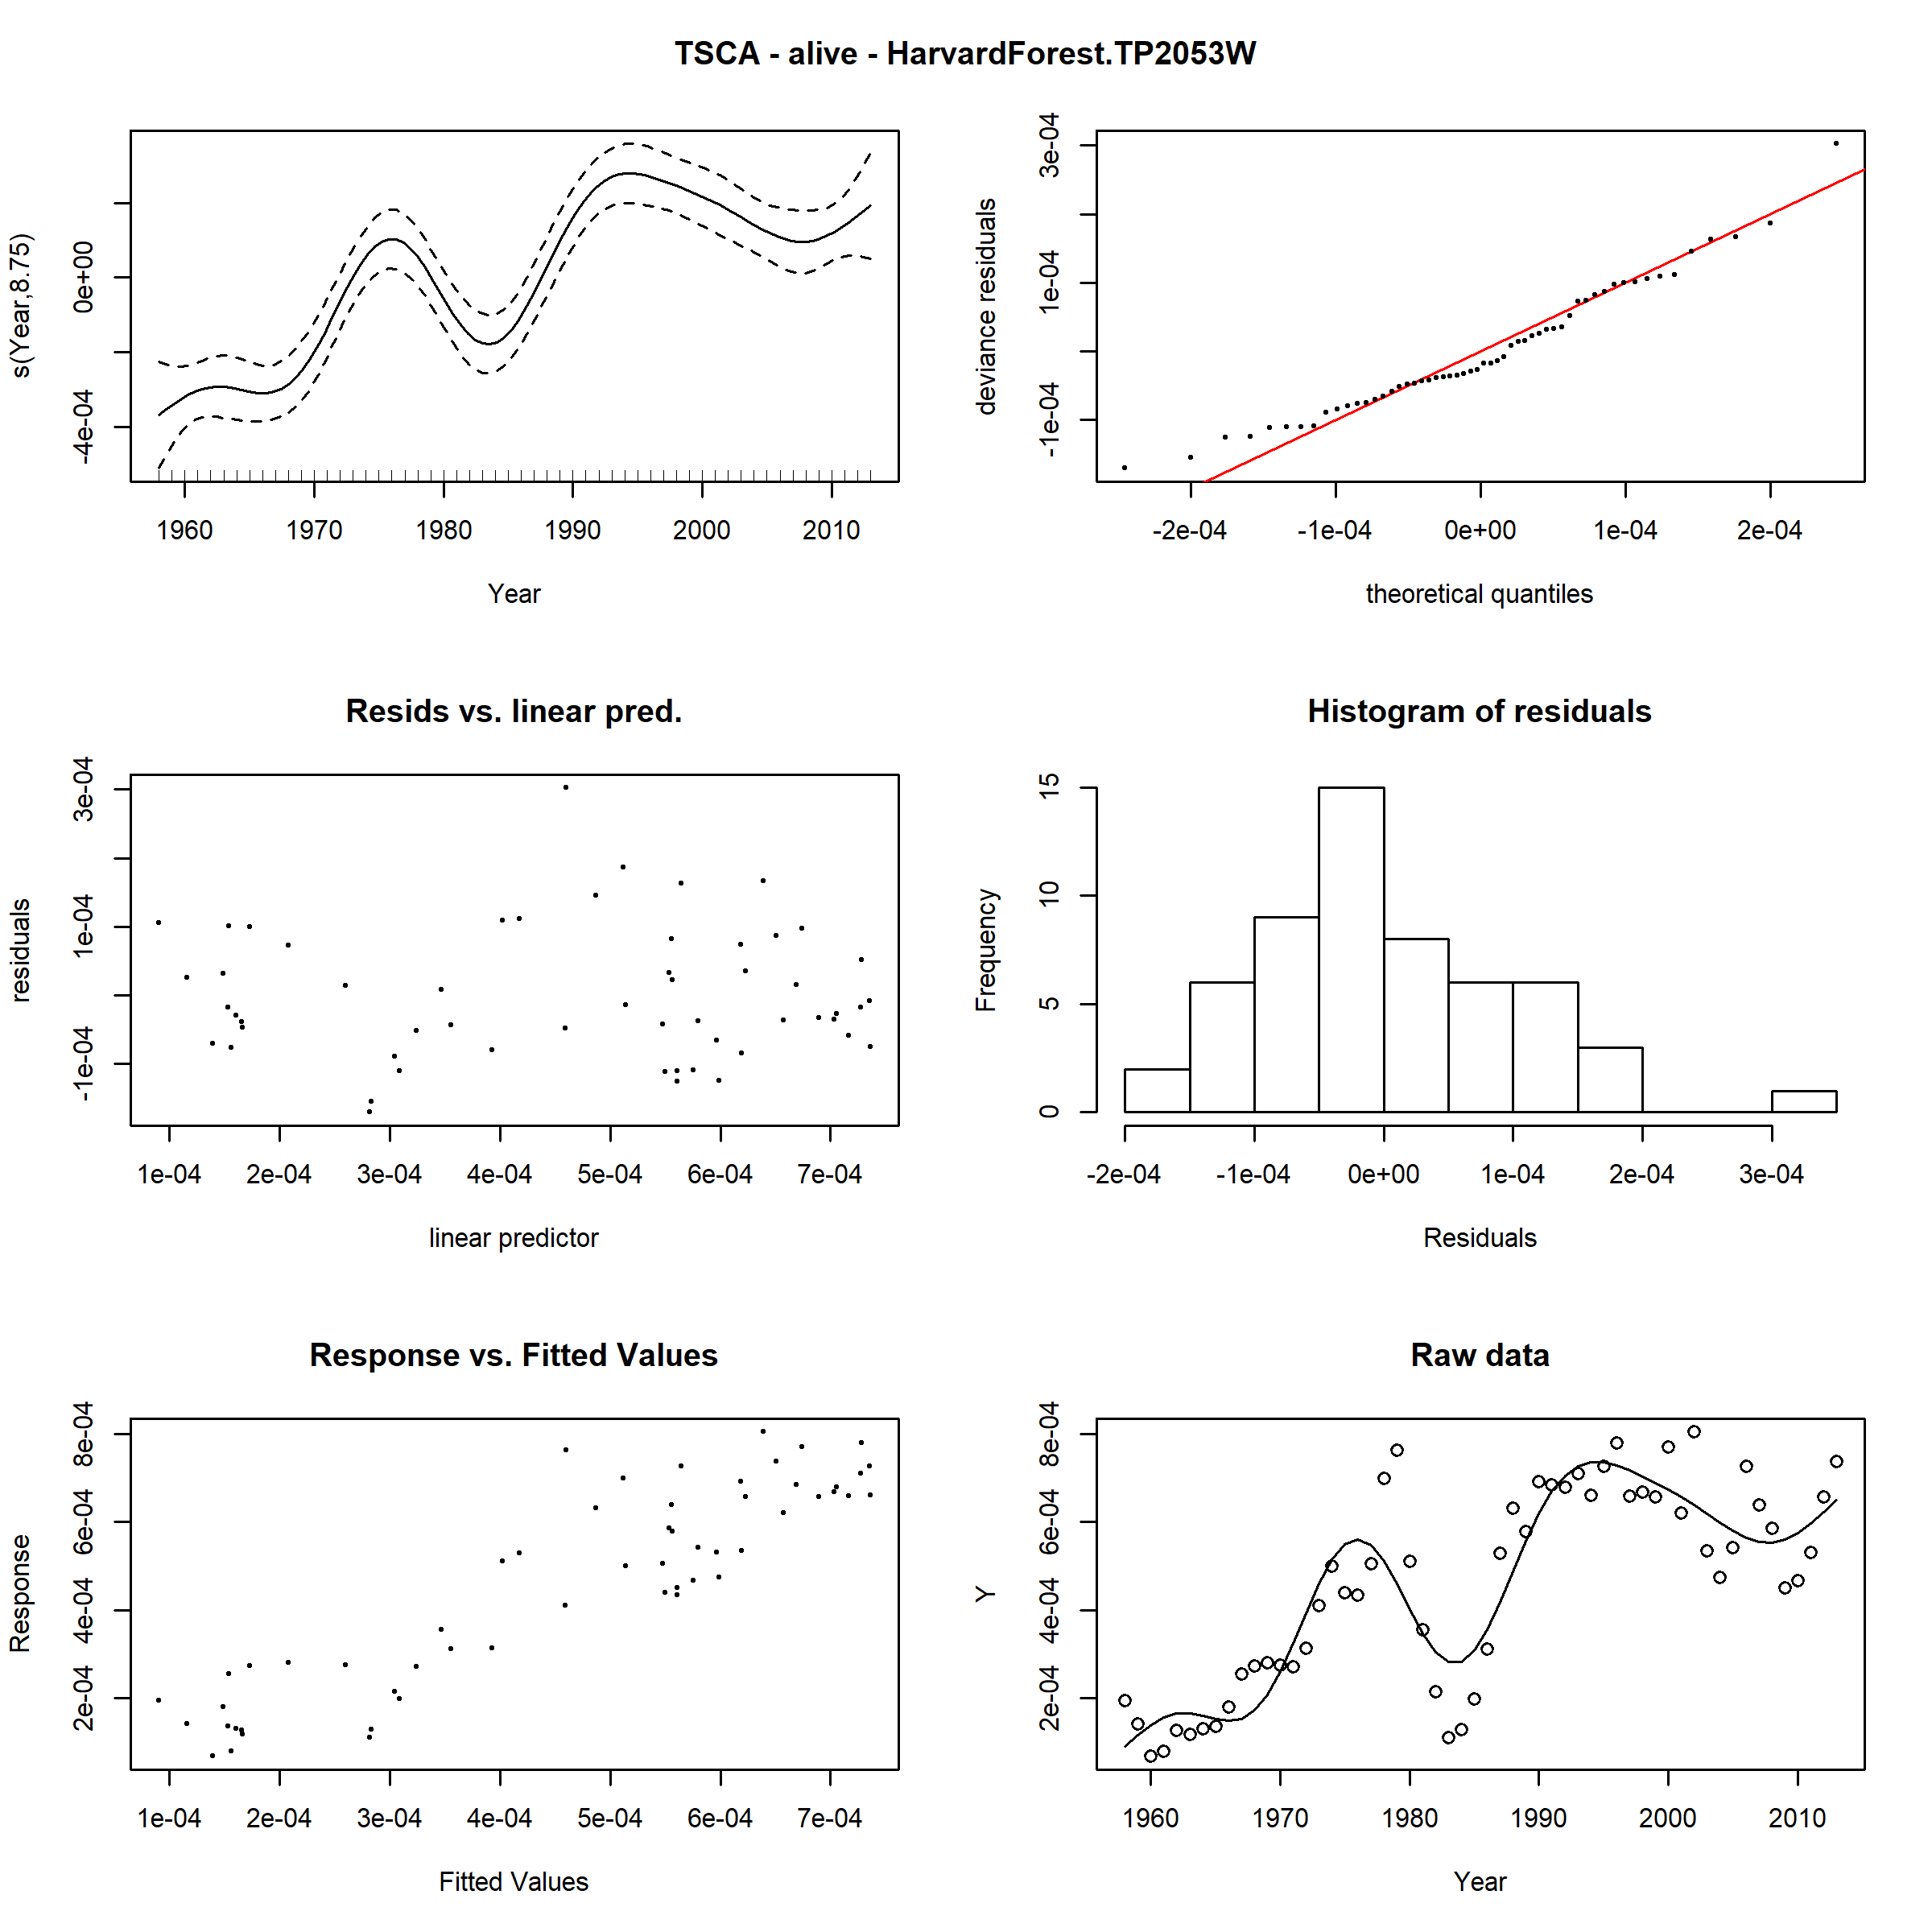 TSCA - alive - HarvardForest.TP2053W
s(Year,8.75)
-4e-04 0e+00
1960 1970 1980 1990 2000 2010
Year
deviance residuals
-1e-04 1e-04 3e-04
-2e-04 -1e-04 0e+00 1e-04 2e-04
theoretical quantiles
Resids vs. linear pred.
residuals
-1e-04 1e-04 3e-04
1e-04 2e-04 3e-04 4e-04 5e-04 6e-04 7e-04
linear predictor
Histogram of residuals
Frequency
0 5 10 15
-2e-04 -1e-04 0e+00 1e-04 2e-04 3e-04
Residuals
Response vs. Fitted Values
Response
2e-04 4e-04 6e-04 8e-04
1e-04 2e-04 3e-04 4e-04 5e-04 6e-04 7e-04
Fitted Values
Raw data
Y
2e-04 4e-04 6e-04 8e-04
1960 1970 1980 1990 2000 2010
Year